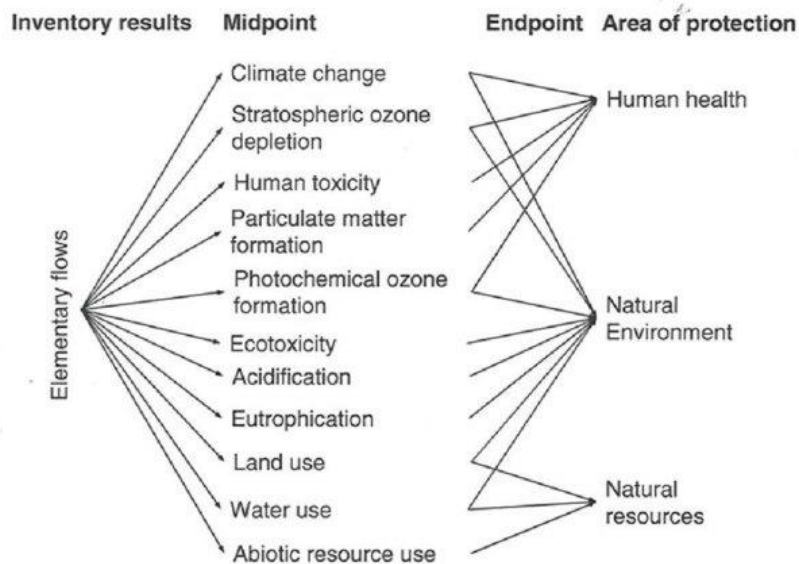 Inventory results Midpoint Endpoint Area of protection
Climate change
Human health
Stratospheric ozone
depletion
Human toxicity
Particulate matter
formation
Elementary flows
Photochemical ozone
formation
Natural
Environment
Ecotoxicity
Acidification
Eutrophication
Land use
Natural
resources
Water use
Abiotic resource use